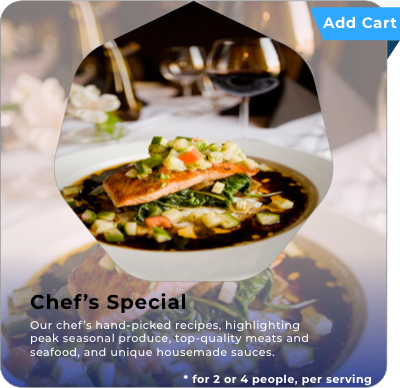 Add Cart
Chef's Special
Our chef's hand-picked recipes, highlighting
peak seasonal produce, top-quality meats and
seafood, and unique housemade sauces.
* for 2 or 4 people, per serving